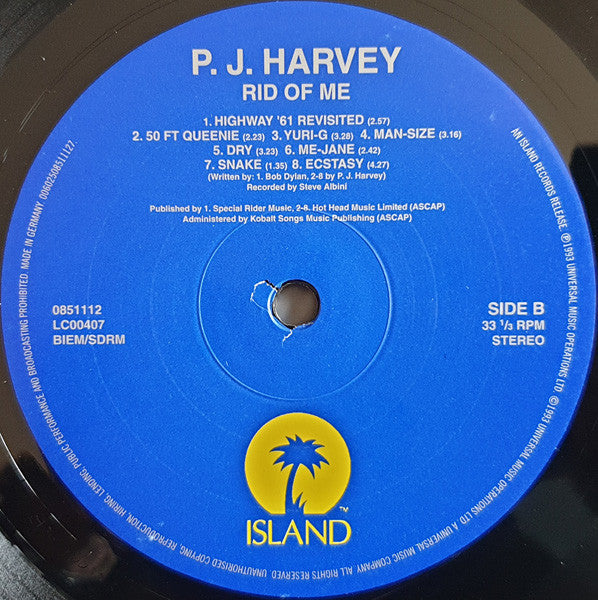 P. J. HARVEY
RID OF ME
1. HIGHWAY '61 REVISITED (2.57)
2. 50 FT QUEENIE (2.23) 3. YURI-G (3.28) 4. MAN-SIZE (3.16)
5. DRY (3.23) 6. ME-JANE (2.42)
7. SNAKE (1.35) 8. ECSTASY (4.27)
(Written by: 1. Bob Dylan, 2-8 by P. J. Harvey)
Recorded by Steve Albini
Published by 1. Special Rider Music, 2-8. Hot Head Music Limited (ASCAP)
Administered by Kobalt Songs Music Publishing (ASCAP)
0851112
LC00407
BIEM/SDRM
SIDE B
33 1/3 RPM
STEREO
ISLAND
TM
AN ISLAND RECORDS RELEASE. ℗1993 UNIVERSAL MUSIC OPERATIONS LTD ©1993 UNIVERSAL MUSIC OPERATIONS LTD. A UNIVERSAL MUSIC COMPANY. ALL RIGHTS RESERVED. UNAUTHORISED COPYING, REPRODUCTION, HIRING, LENDING, PUBLIC PERFORMANCE AND BROADCASTING PROHIBITED. MADE IN GERMANY. 00602508511127